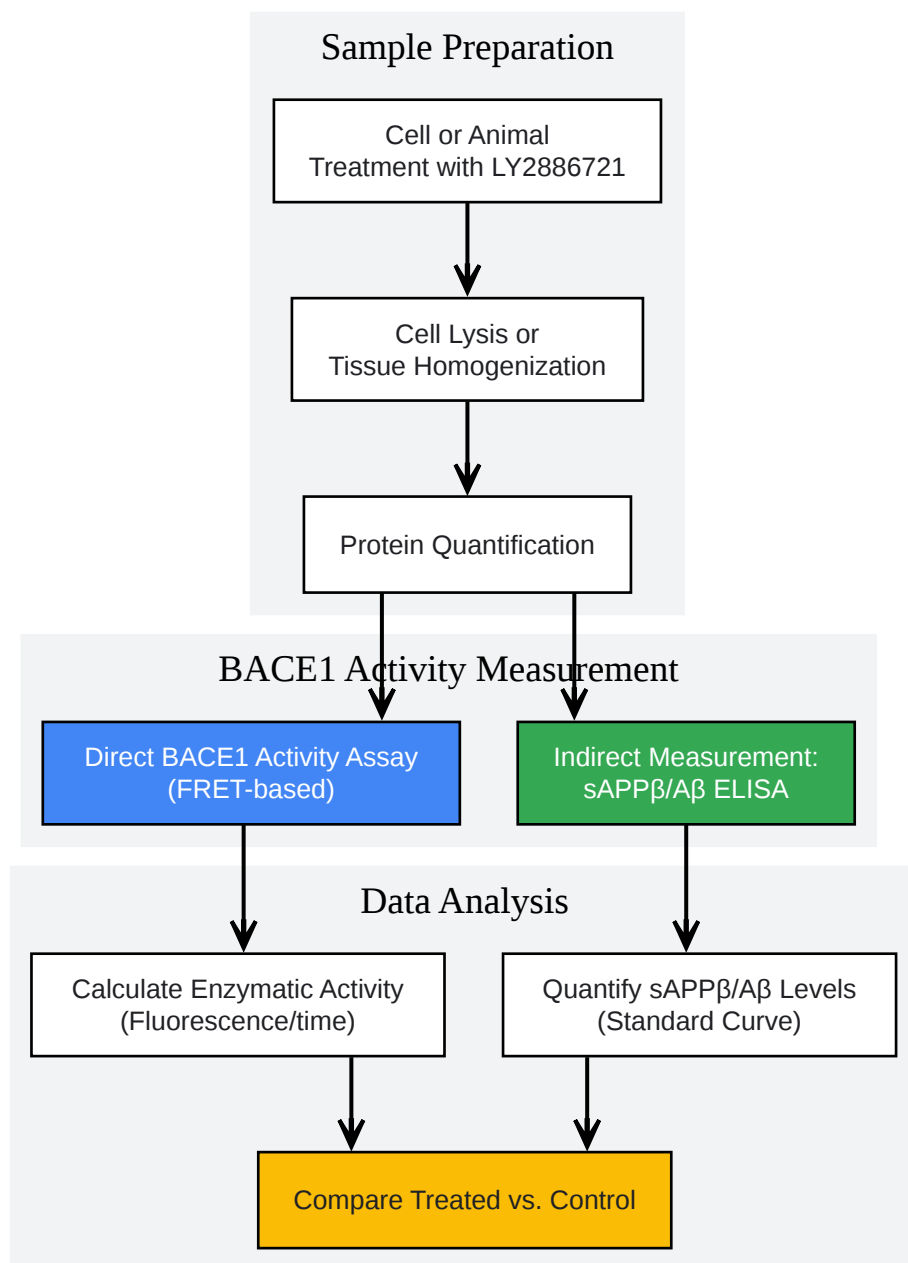 Sample Preparation
Cell or Animal
Treatment with LY2886721
Cell Lysis or
Tissue Homogenization
Protein Quantification
BACE1 Activity Measurement
Direct BACE1 Activity Assay
(FRET-based)
Indirect Measurement:
sAPPβ/Aβ ELISA
Data Analysis
Calculate Enzymatic Activity
(Fluorescence/time)
Quantify sAPPβ/Aβ Levels
(Standard Curve)
Compare Treated vs. Control